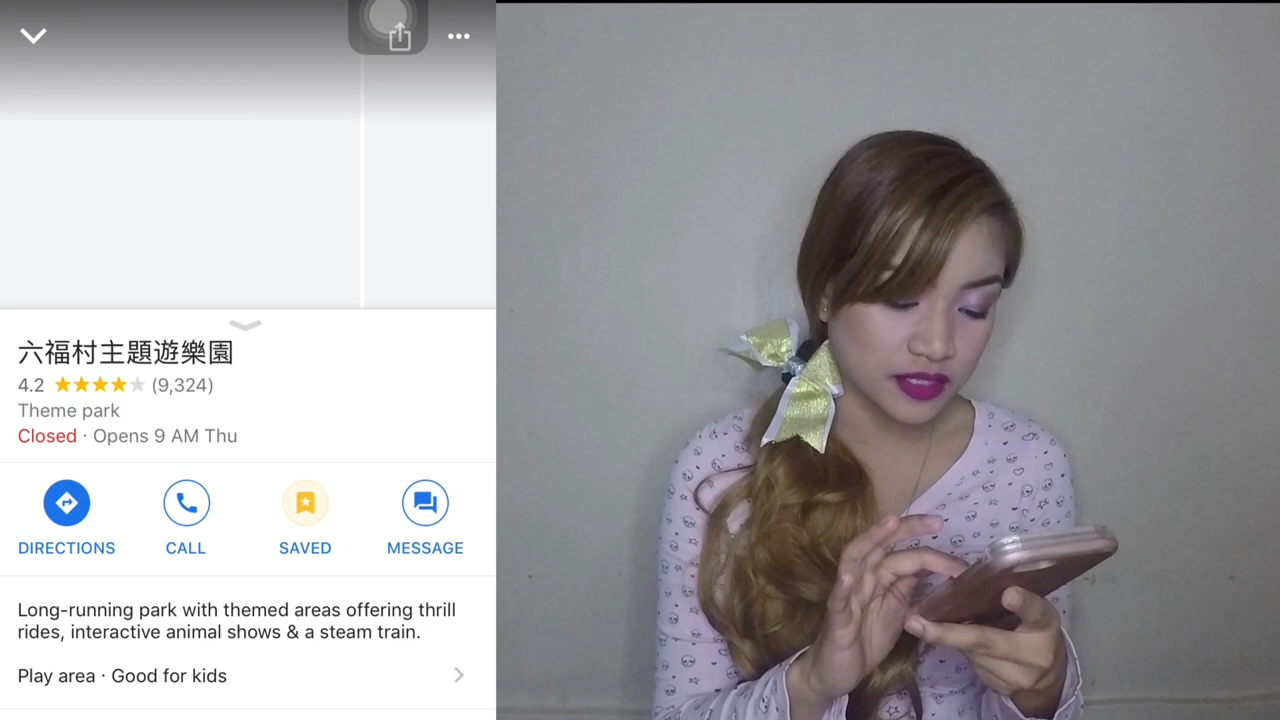 六福村主題遊樂園
4.2 ★★★★★ (9,324)
Theme park
Closed · Opens 9 AM Thu
DIRECTIONS CALL SAVED MESSAGE
Long-running park with themed areas offering thrill
rides, interactive animal shows & a steam train.
Play area · Good for kids